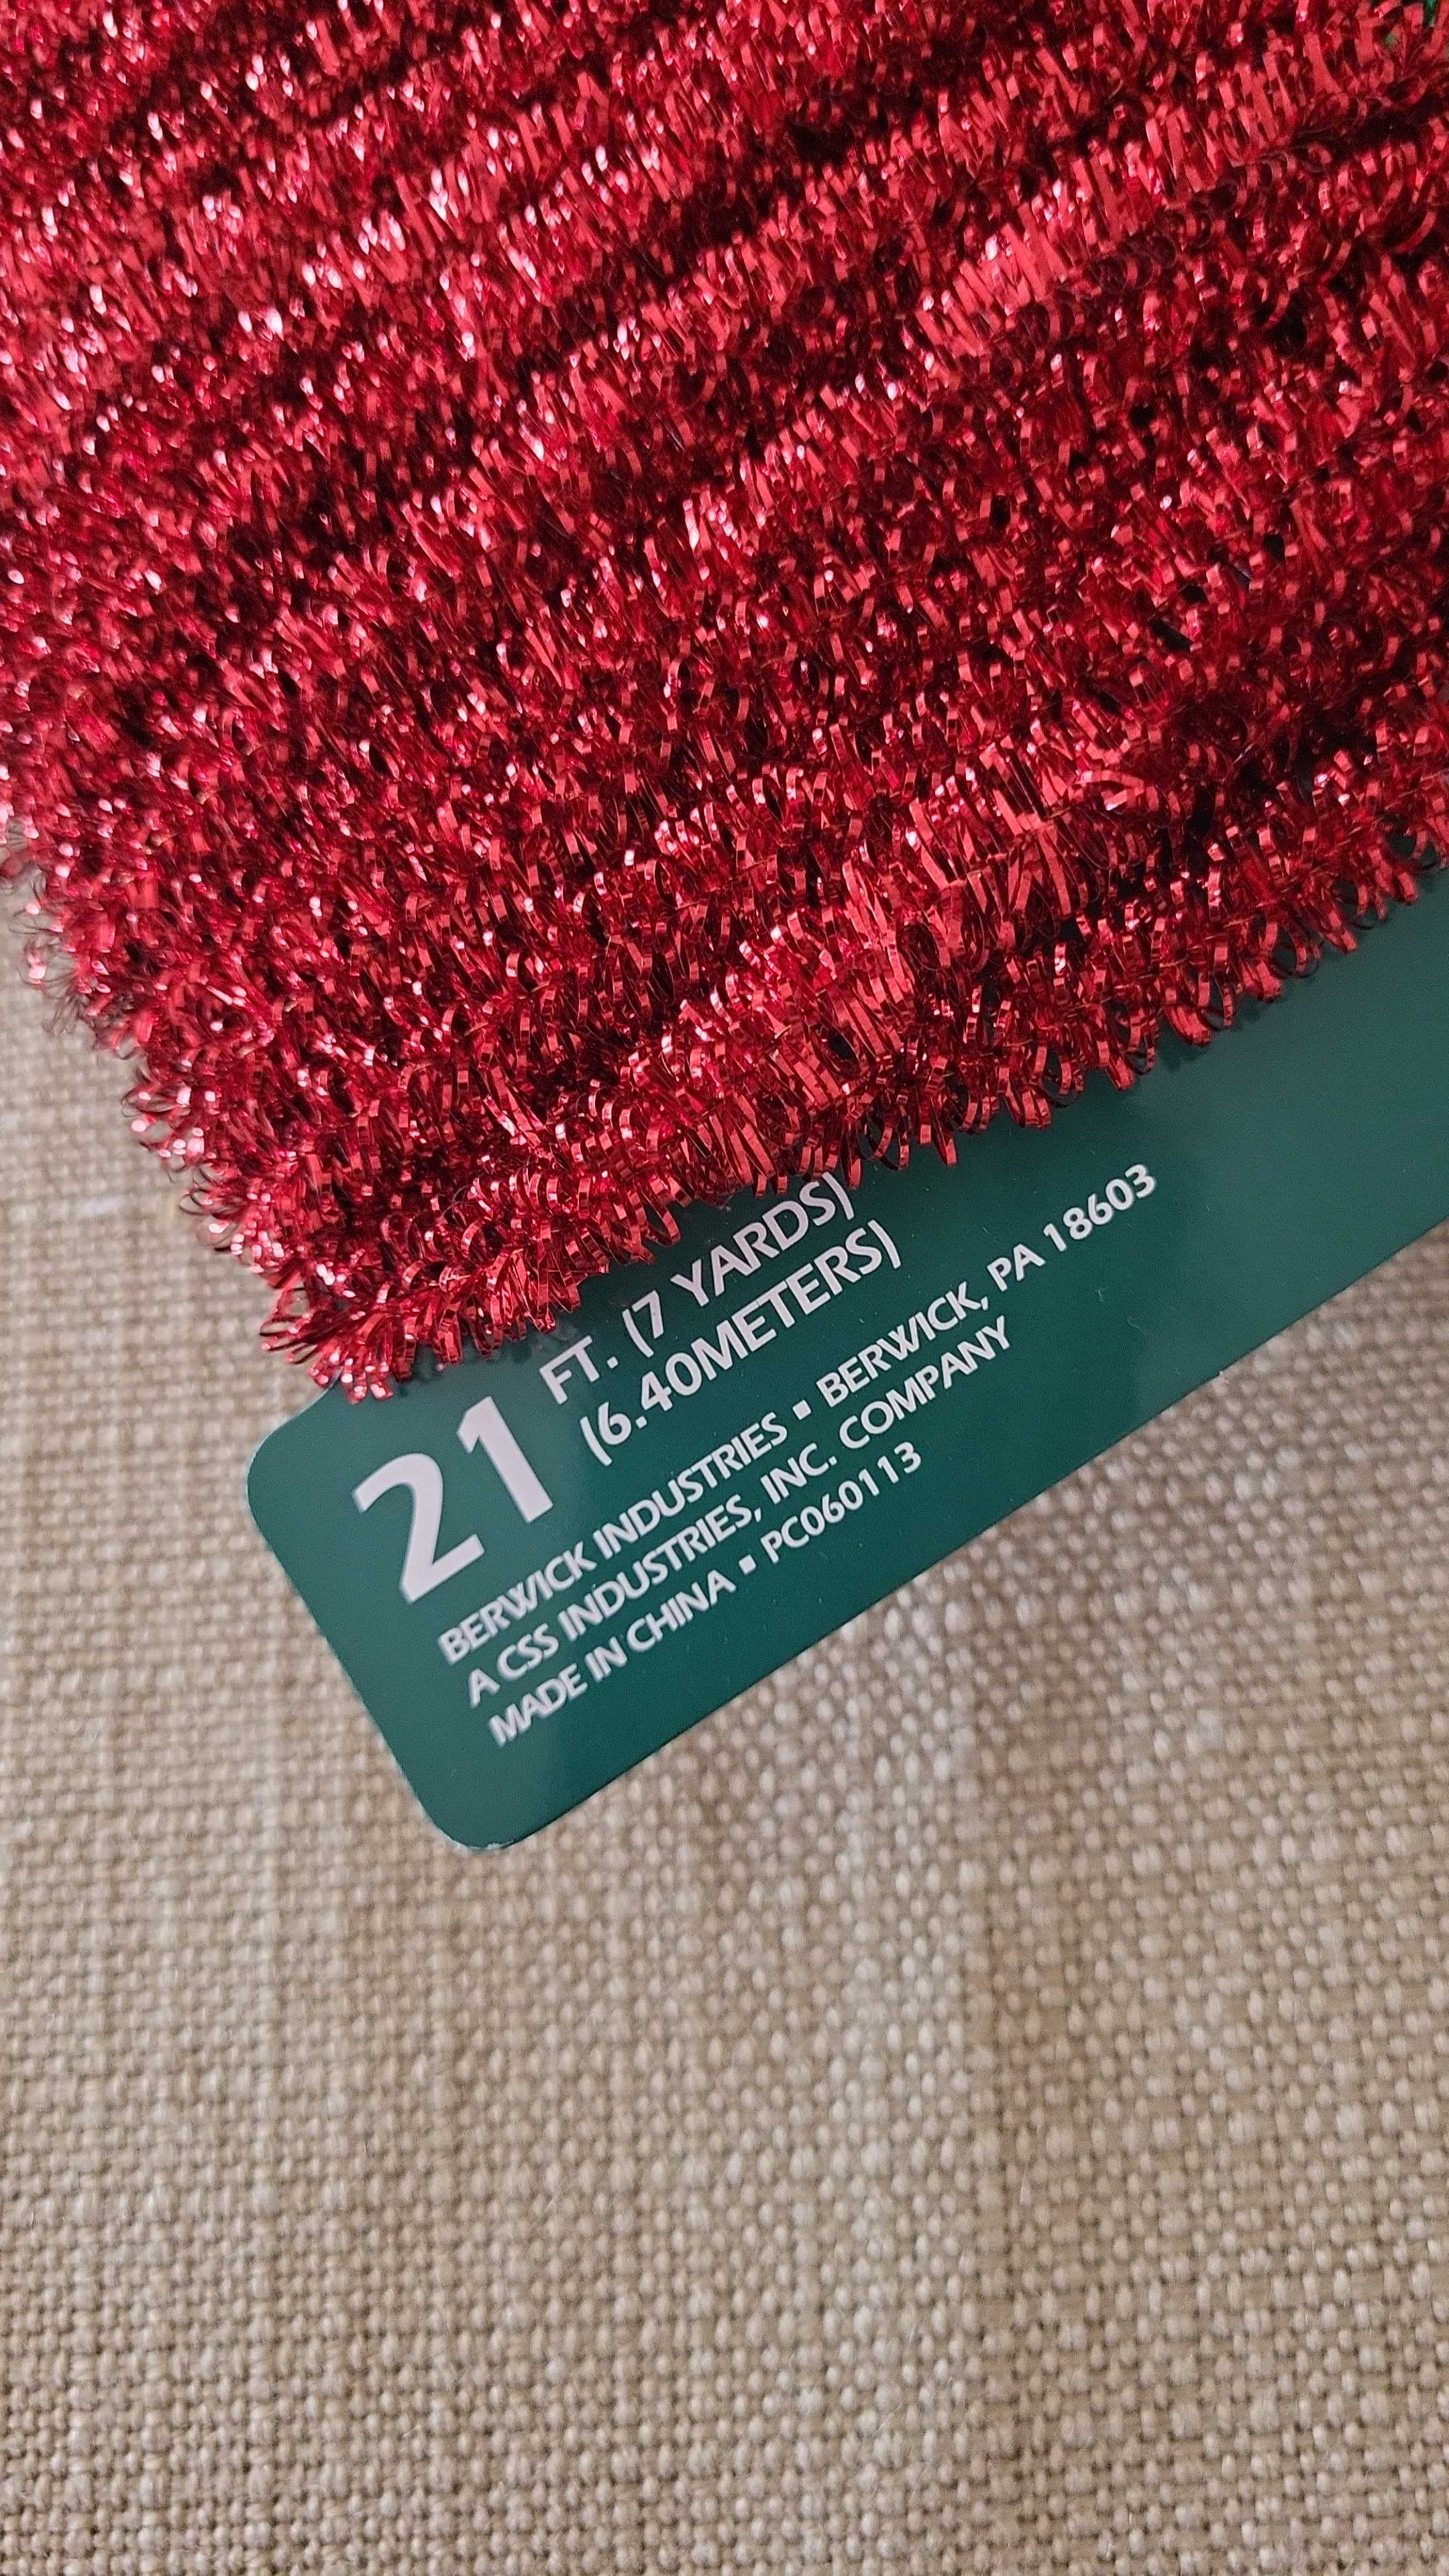 21 FT. (7 YARDS)
(6.40METERS)
BERWICK INDUSTRIES ▪ BERWICK, PA 18603
A CSS INDUSTRIES, INC. COMPANY
MADE IN CHINA ▪ PC060113